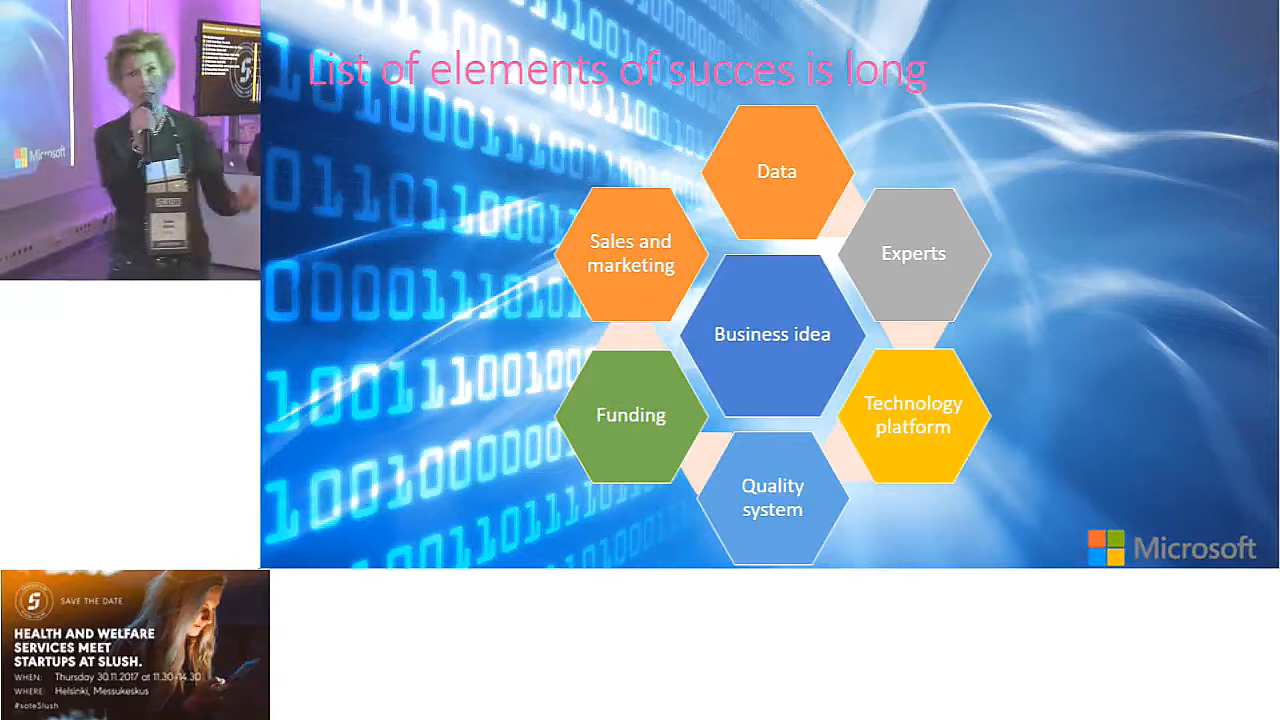 List of elements of succes is long
Data
Sales and
marketing
Experts
Business idea
Funding
Technology
platform
Quality
system
Microsoft
Microsoft
SAVE THE DATE
HEALTH AND WELFARE
SERVICES MEET
STARTUPS AT SLUSH.
WHEN: Thursday 30.11.2017 at 11.30-14.30
WHERE: Helsinki, Messukeskus
#soteSlush